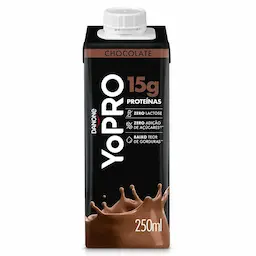 CHOCOLATE
DANONE
YoPRO
15g
PROTEÍNAS
ZERO LACTOSE
ZERO ADIÇÃO
DE AÇÚCARES*
BAIXO TEOR
DE GORDURAS*
250ml